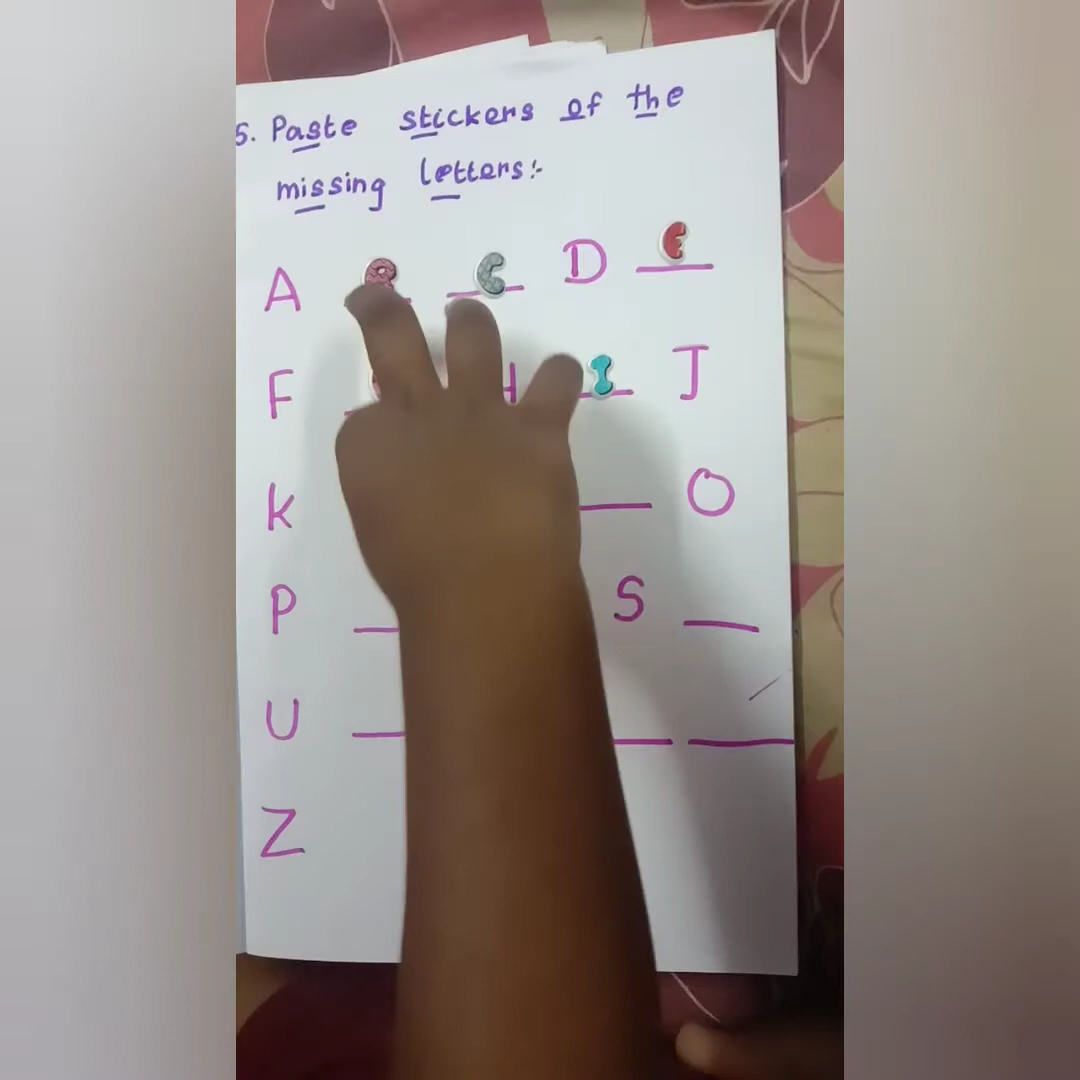 5. Paste stickers of the
missing letters:-
A B C D E
F H I J
K O
P S
U
Z